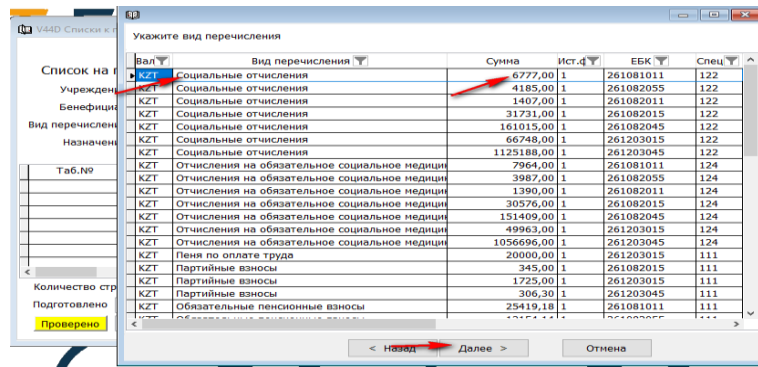 V44D Списки к п
Список на п
Учрежден
Бенефици
Вид перечислен
Назначен
Таб.№
Количество стр
Подготовлено
Проверено
Укажите вид перечисления
Вал Вид перечисления Сумма Ист.ф ЕБК Спец
KZT Социальные отчисления 6777,00 1 261081011 122
KZT Социальные отчисления 4185,00 1 261082055 122
KZT Социальные отчисления 1407,00 1 261082011 122
KZT Социальные отчисления 31731,00 1 261082015 122
KZT Социальные отчисления 161015,00 1 261082045 122
KZT Социальные отчисления 66748,00 1 261203015 122
KZT Социальные отчисления 1125188,00 1 261203045 122
KZT Отчисления на обязательное социальное медицин 7964,00 1 261081011 124
KZT Отчисления на обязательное социальное медицин 3987,00 1 261082055 124
KZT Отчисления на обязательное социальное медицин 1390,00 1 261082011 124
KZT Отчисления на обязательное социальное медицин 30576,00 1 261082015 124
KZT Отчисления на обязательное социальное медицин 151409,00 1 261082045 124
KZT Отчисления на обязательное социальное медицин 49963,00 1 261203015 124
KZT Отчисления на обязательное социальное медицин 1056696,00 1 261203045 124
KZT Пеня по оплате труда 20000,00 1 261203045 111
KZT Партийные взносы 345,00 1 261082015 111
KZT Партийные взносы 1725,00 1 261203015 111
KZT Партийные взносы 306,30 1 261203045 111
KZT Обязательные пенсионные взносы 25419,18 1 261081011 111
< Назад Далее > Отмена